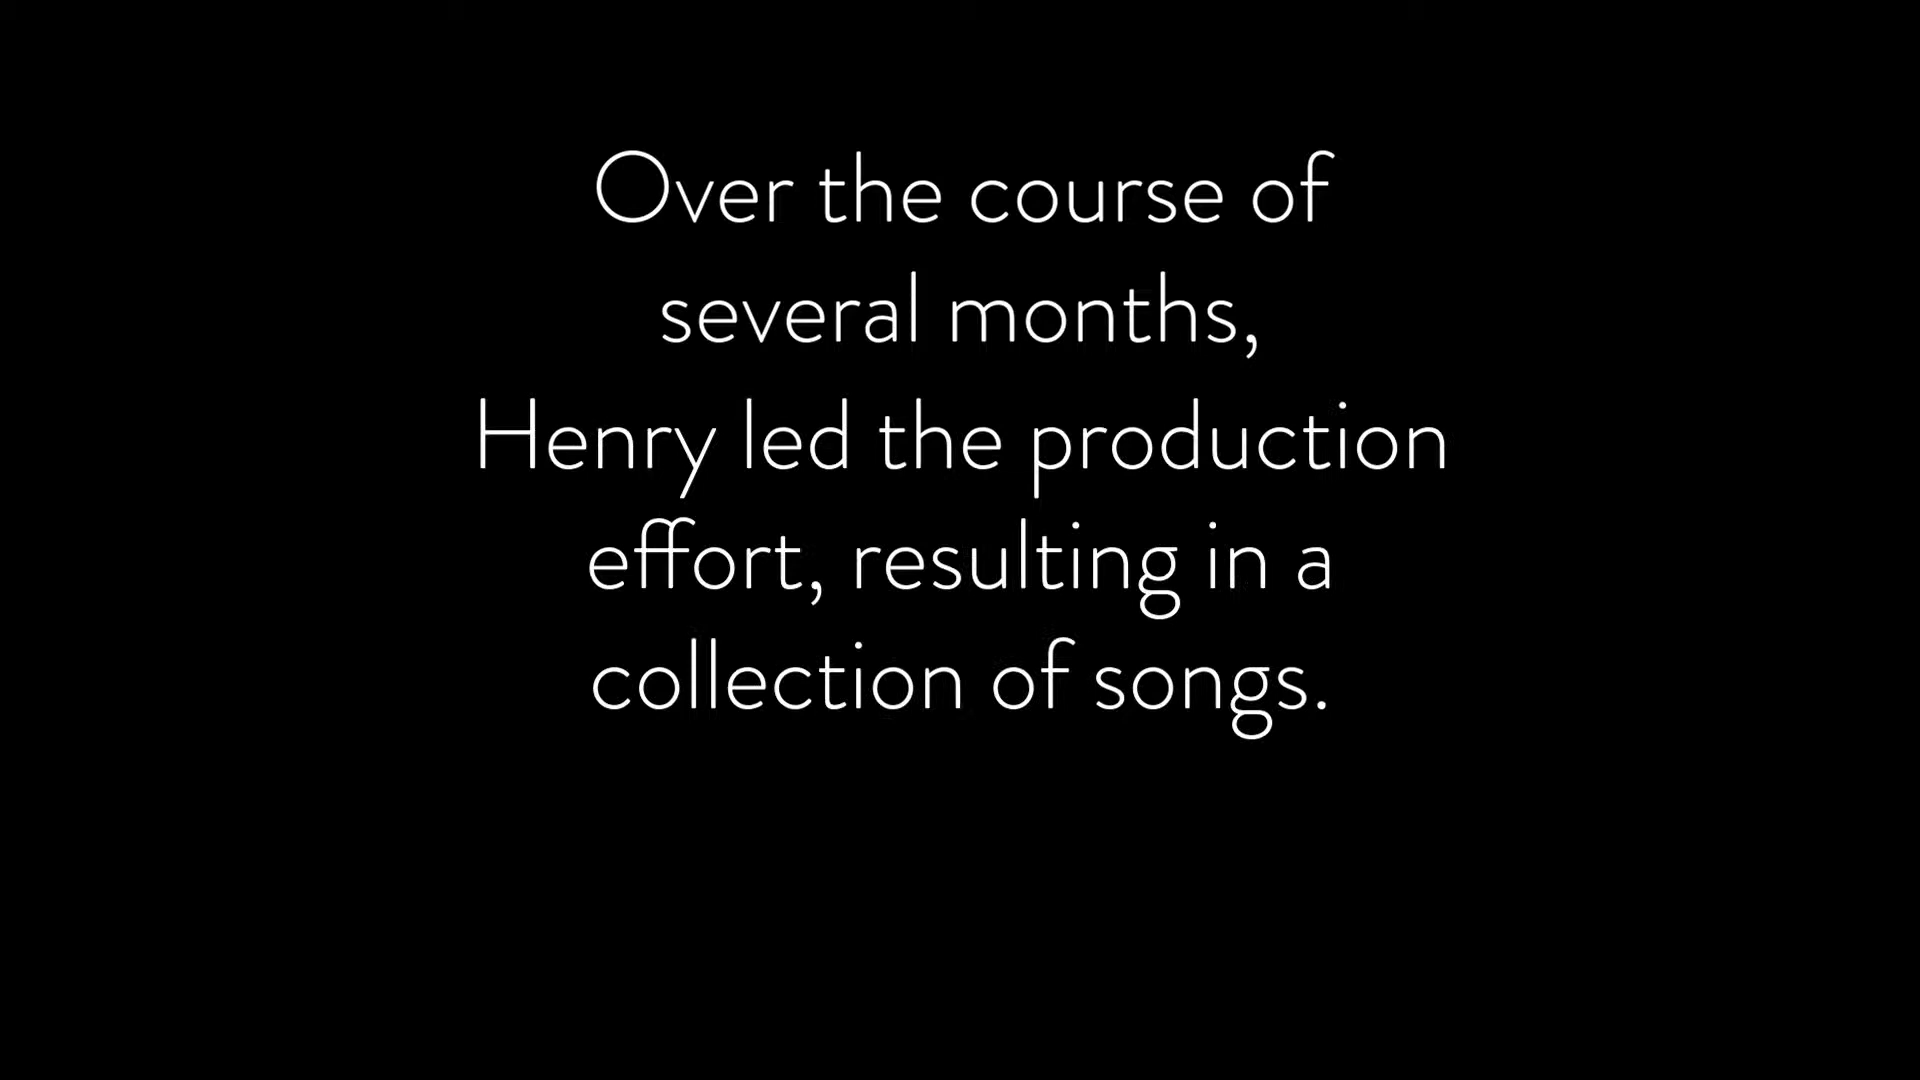 Over the course of
several months,
Henry led the production
effort, resulting in a
collection of songs.